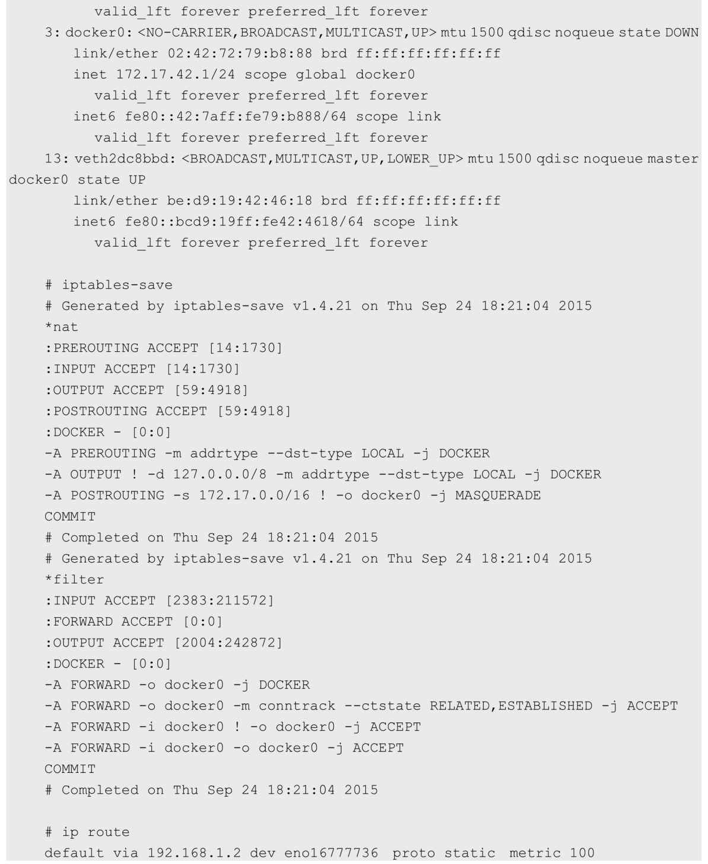 valid_lft forever preferred_lft forever
3: docker0: <NO-CARRIER,BROADCAST,MULTICAST,UP> mtu 1500 qdisc noqueue state DOWN
link/ether 02:42:72:79:b8:88 brd ff:ff:ff:ff:ff:ff
inet 172.17.42.1/24 scope global docker0
valid_lft forever preferred_lft forever
inet6 fe80::42:7aff:fe79:b888/64 scope link
valid_lft forever preferred_lft forever
13: veth2dc8bbd: <BROADCAST,MULTICAST,UP,LOWER_UP> mtu 1500 qdisc noqueue master
docker0 state UP
link/ether be:d9:19:42:46:18 brd ff:ff:ff:ff:ff:ff
inet6 fe80::bcd9:19ff:fe42:4618/64 scope link
valid_lft forever preferred_lft forever
# iptables-save
# Generated by iptables-save v1.4.21 on Thu Sep 24 18:21:04 2015
*nat
:PREROUTING ACCEPT [14:1730]
:INPUT ACCEPT [14:1730]
:OUTPUT ACCEPT [59:4918]
:POSTROUTING ACCEPT [59:4918]
:DOCKER - [0:0]
-A PREROUTING -m addrtype --dst-type LOCAL -j DOCKER
-A OUTPUT ! -d 127.0.0.0/8 -m addrtype --dst-type LOCAL -j DOCKER
-A POSTROUTING -s 172.17.0.0/16 ! -o docker0 -j MASQUERADE
COMMIT
# Completed on Thu Sep 24 18:21:04 2015
# Generated by iptables-save v1.4.21 on Thu Sep 24 18:21:04 2015
*filter
:INPUT ACCEPT [2383:211572]
:FORWARD ACCEPT [0:0]
:OUTPUT ACCEPT [2004:242872]
:DOCKER - [0:0]
-A FORWARD -o docker0 -j DOCKER
-A FORWARD -o docker0 -m conntrack --ctstate RELATED,ESTABLISHED -j ACCEPT
-A FORWARD -i docker0 ! -o docker0 -j ACCEPT
-A FORWARD -i docker0 -o docker0 -j ACCEPT
COMMIT
# Completed on Thu Sep 24 18:21:04 2015
# ip route
default via 192.168.1.2 dev eno16777736 proto static metric 100